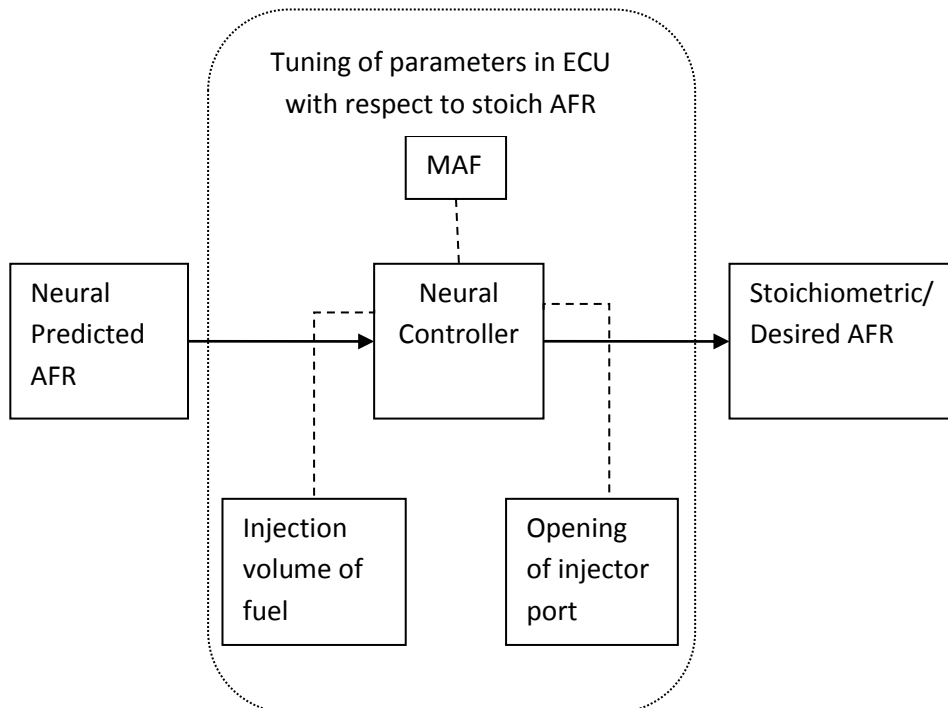 Tuning of parameters in ECU
with respect to stoich AFR
MAF
Neural
Predicted
AFR
Neural
Controller
Stoichiometric/
Desired AFR
Injection
volume of
fuel
Opening
of injector
port